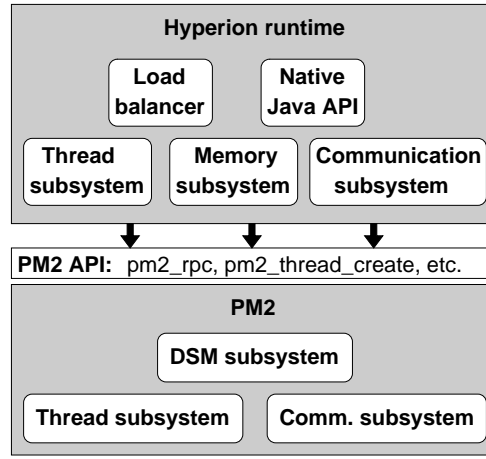 Hyperion runtime
Load
balancer
Native
Java API
Thread
subsystem
Memory
subsystem
Communication
subsystem
PM2 API: pm2_rpc, pm2_thread_create, etc.
PM2
DSM subsystem
Thread subsystem
Comm. subsystem